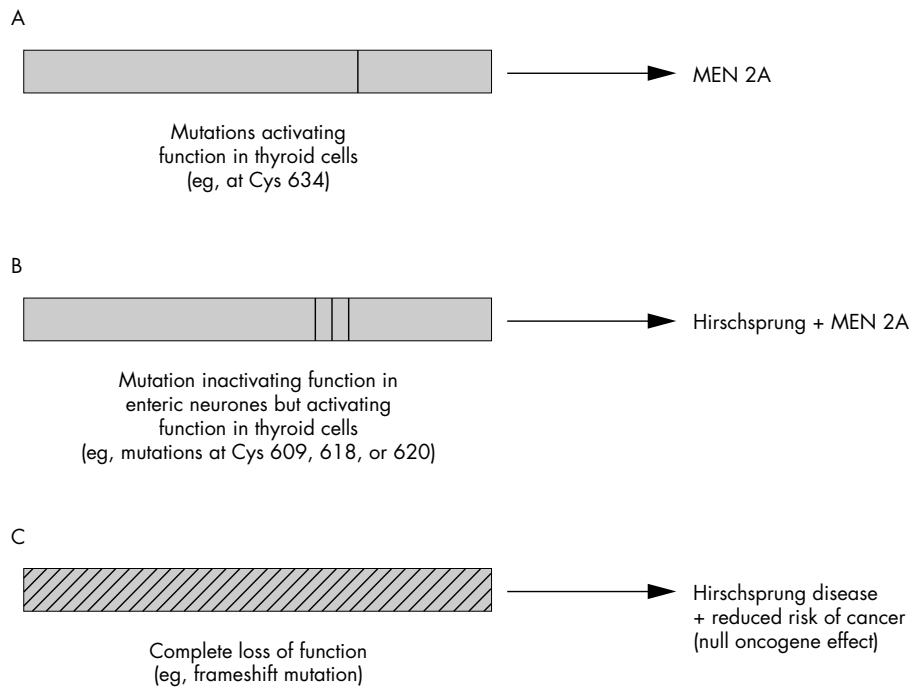 A
MEN 2A
Mutations activating
function in thyroid cells
(eg, at Cys 634)
B
Hirschsprung + MEN 2A
Mutation inactivating function in
enteric neurones but activating
function in thyroid cells
(eg, mutations at Cys 609, 618, or 620)
C
Hirschsprung disease
+ reduced risk of cancer
(null oncogene effect)
Complete loss of function
(eg, frameshift mutation)